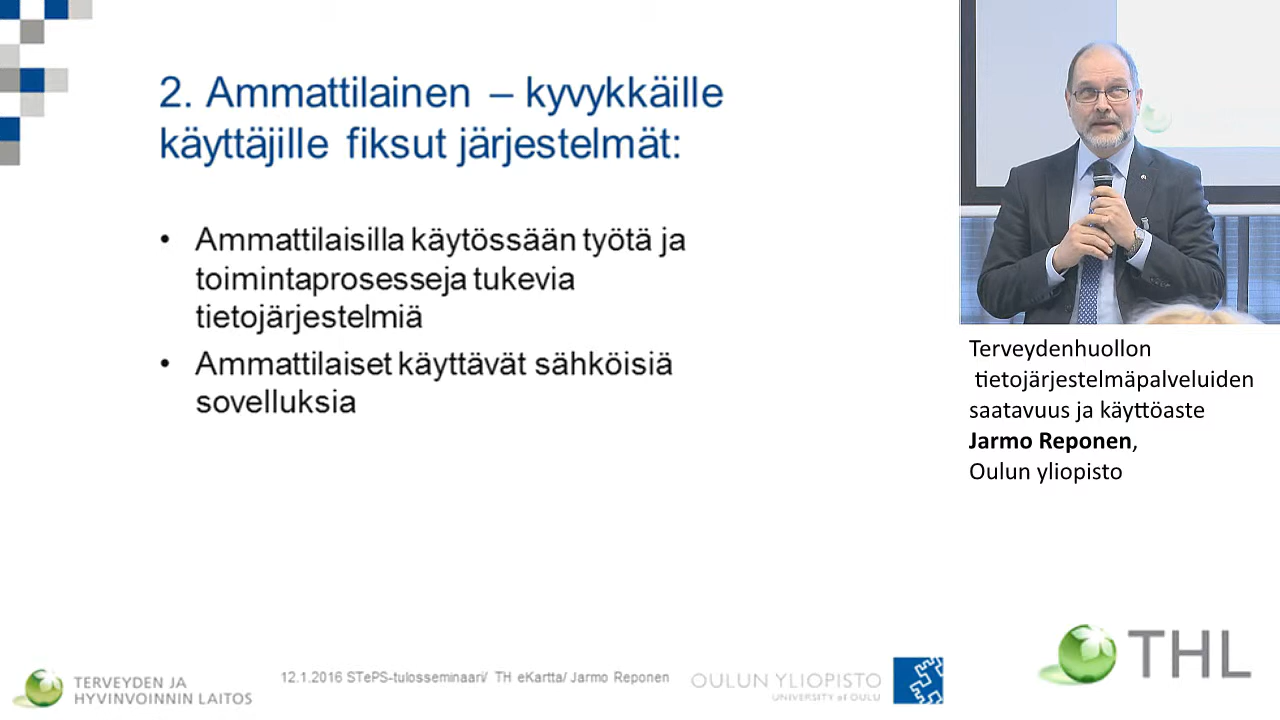 2. Ammattilainen – kyvykkäille
käyttäjille fiksut järjestelmät:
• Ammattilaisilla käytössään työtä ja
toimintaprosesseja tukevia
tietojärjestelmiä
• Ammattilaiset käyttävät sähköisiä
sovelluksia
Terveydenhuollon
tietojärjestelmäpalveluiden
saatavuus ja käyttöaste
Jarmo Reponen,
Oulun yliopisto
TERVEYDEN JA
HYVINVOINNIN LAITOS
12.1.2016 STePS-tulosseminaari/ TH eKartta/ Jarmo Reponen
OULUN YLIOPISTO
UNIVERSITY of OULU
THL